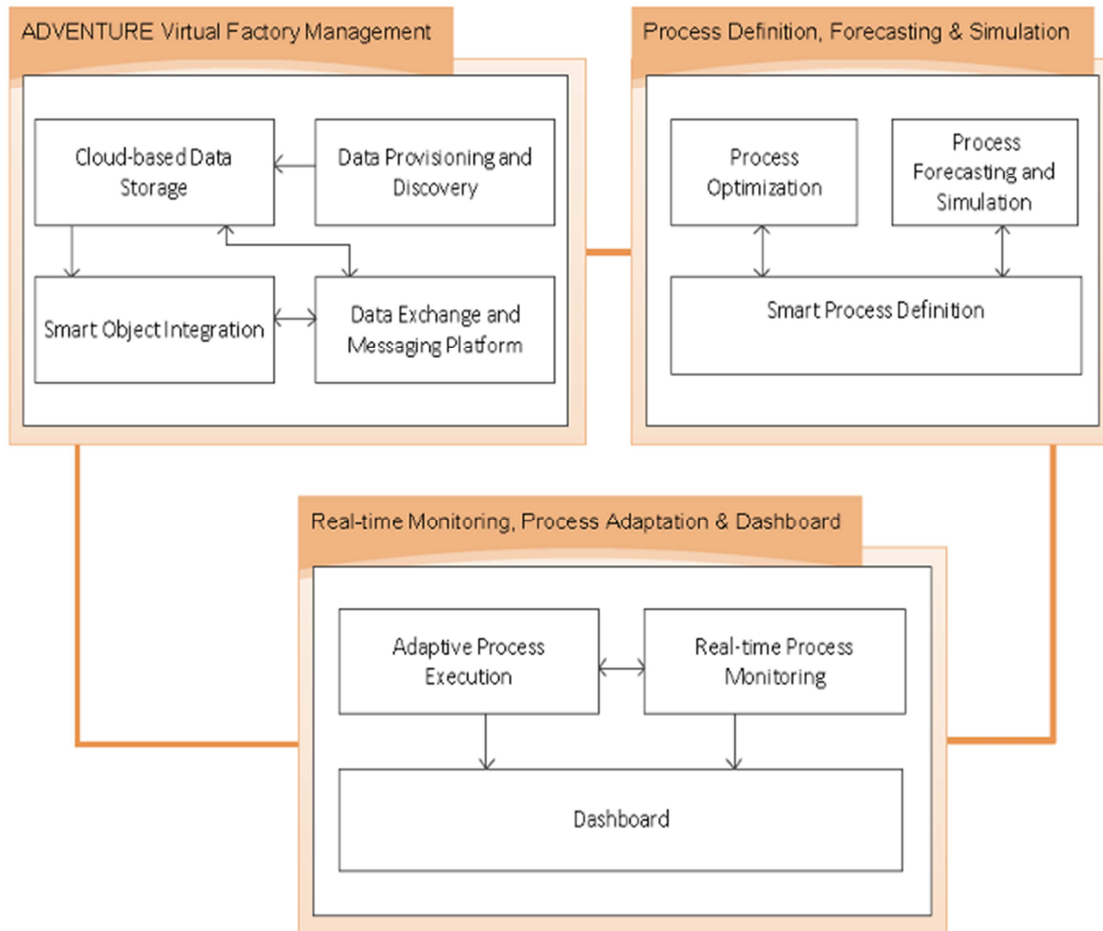 ADVENTURE Virtual Factory Management
Cloud-based Data
Storage
Data Provisioning and
Discovery
Smart Object Integration
Data Exchange and
Messaging Platform
Process Definition, Forecasting & Simulation
Process
Optimization
Process
Forecasting and
Simulation
Smart Process Definition
Real-time Monitoring, Process Adaptation & Dashboard
Adaptive Process
Execution
Real-time Process
Monitoring
Dashboard